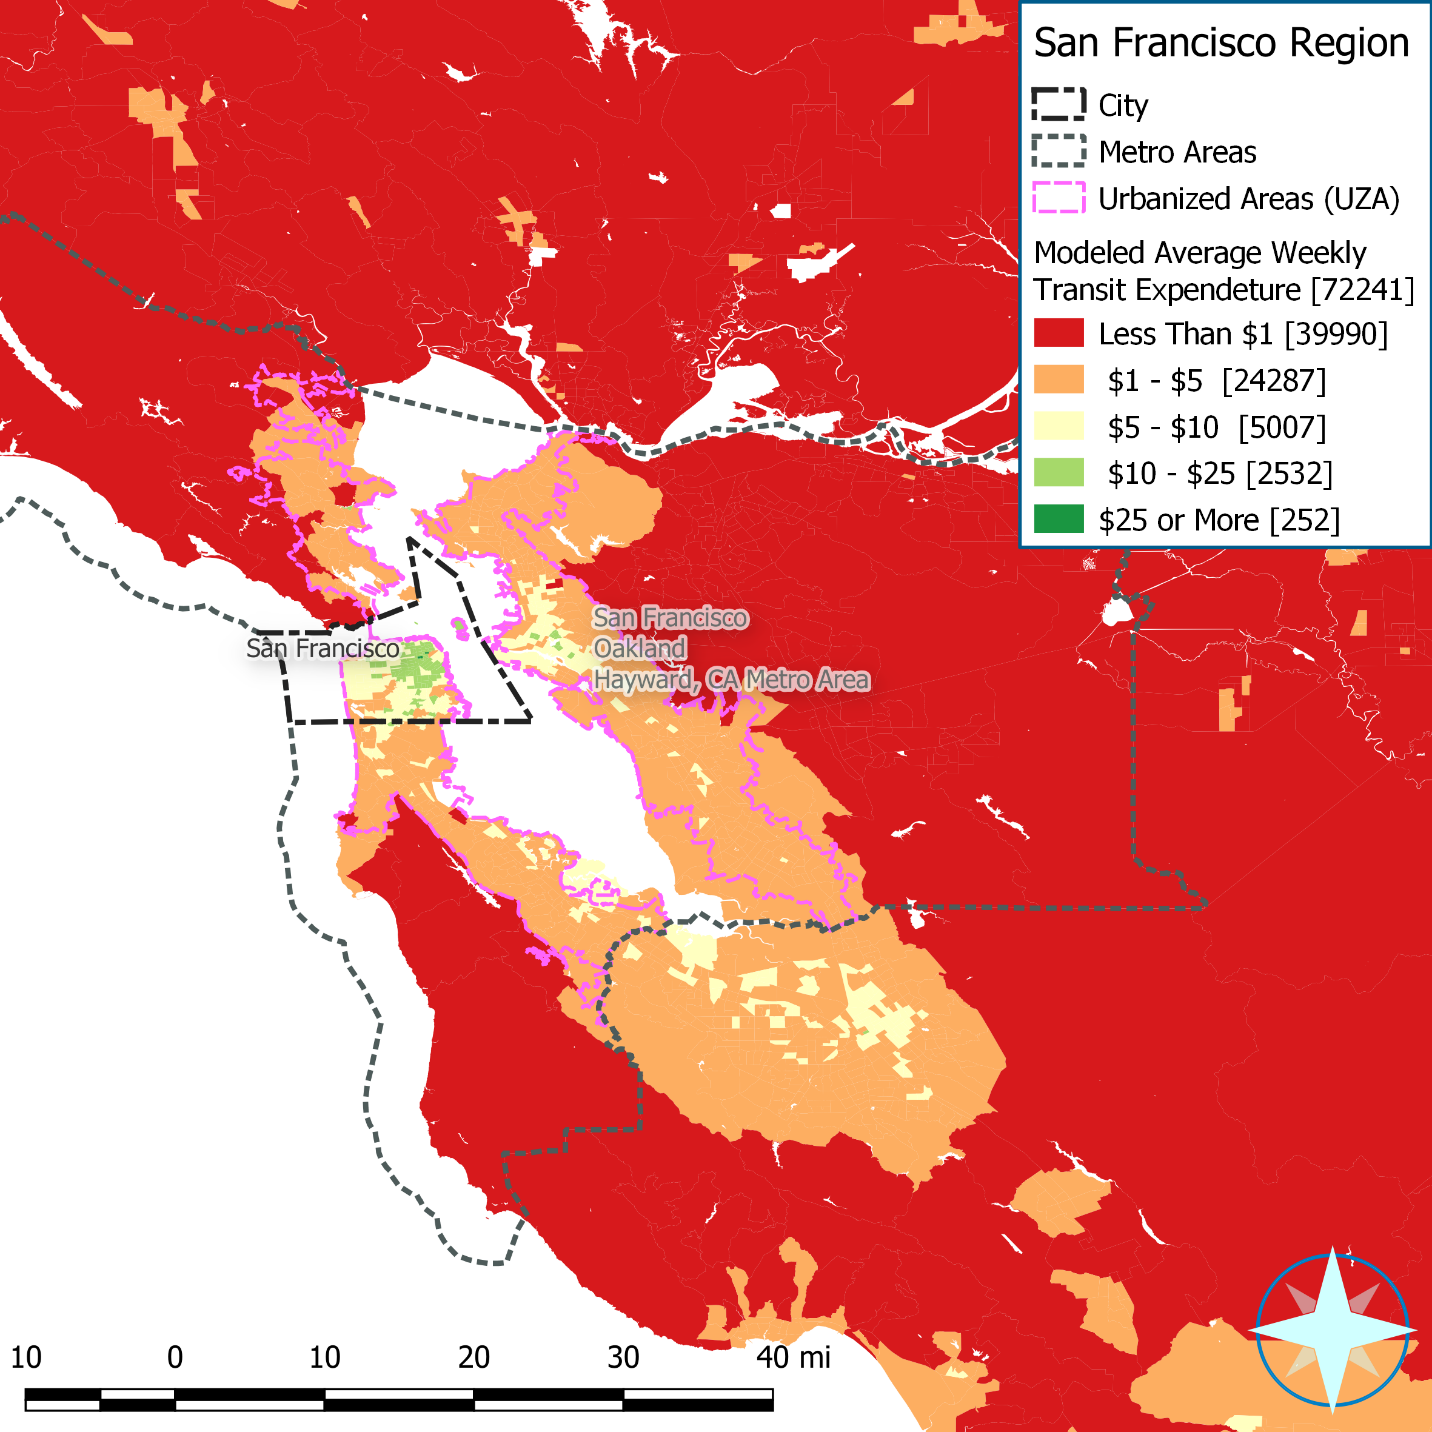 San Francisco Region
City
Metro Areas
Urbanized Areas (UZA)
Modeled Average Weekly
Transit Expendeture [72241]
Less Than $1 [39990]
$1 - $5 [24287]
$5 - $10 [5007]
$10 - $25 [2532]
$25 or More [252]
San Francisco
San Francisco
Oakland
Hayward, CA Metro Area
10 0 10 20 30 40 mi